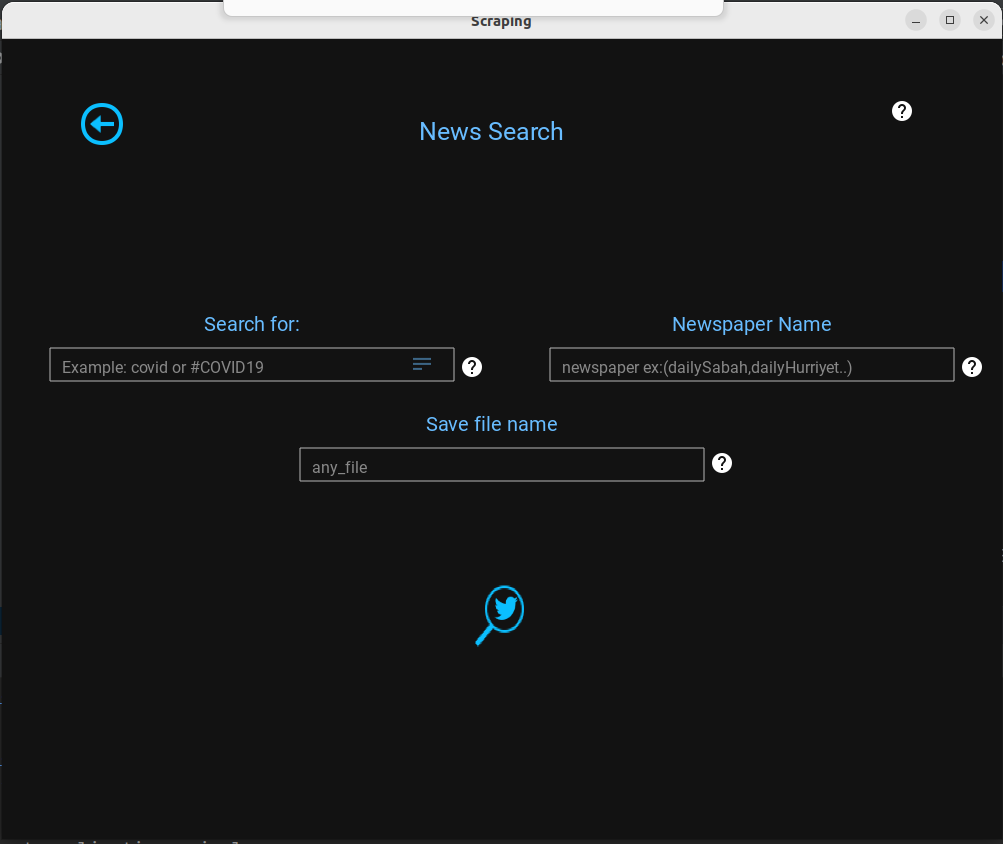 Scraping
News Search
?
Search for:
Newspaper Name
Example: covid or #COVID19
?
newspaper ex:(dailySabah,dailyHurriyet..)
?
Save file name
any_file
?